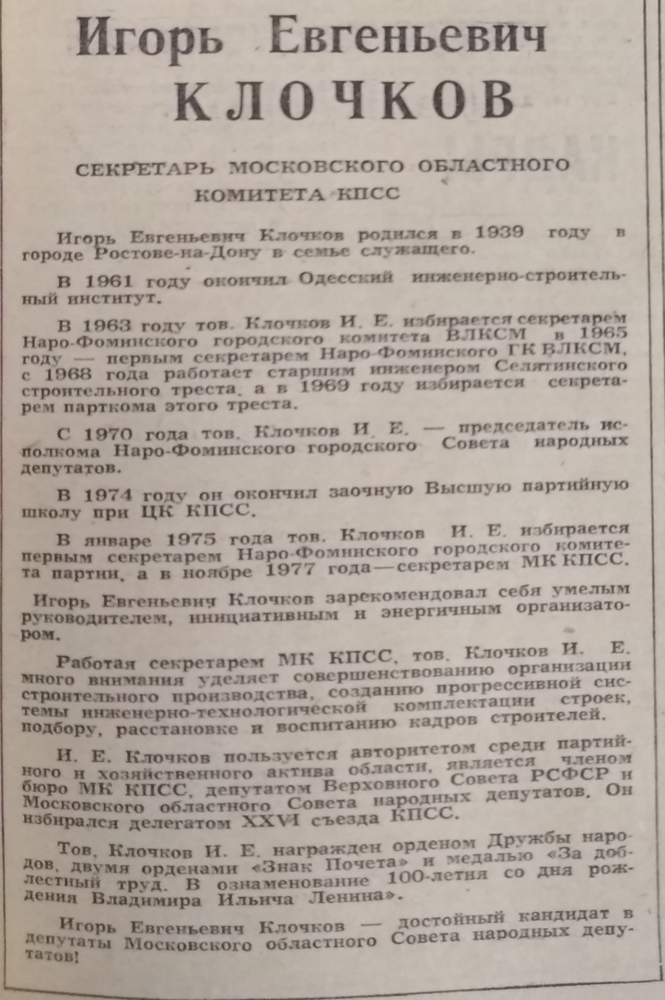 Игорь Евгеньевич
КЛОЧКОВ
СЕКРЕТАРЬ МОСКОВСКОГО ОБЛАСТНОГО
КОМИТЕТА КПСС
Игорь Евгеньевич Клочков родился в 1939 году в
городе Ростове-на-Дону в семье служащего.
В 1961 году окончил Одесский инженерно-строитель-
ный институт.
В 1963 году тов. Клочков И. Е. избирается секретарем
Наро-Фоминского городского комитета ВЛКСМ в 1965
году — первым секретарем Наро-Фоминского ГК ВЛКСМ,
с 1968 года работает старшим инженером Селятинского
строительного треста, а в 1969 году избирается секрета-
рем парткома этого треста.
С 1970 года тов. Клочков И. Е. — председатель ис-
полкома Наро-Фоминского городского Совета народных
депутатов.
В 1974 году он окончил заочную Высшую партийную
школу при ЦК КПСС.
В январе 1975 года тов. Клочков И. Е. избирается
первым секретарем Наро-Фоминского городского комите-
та партии, а в ноябре 1977 года — секретарем МК КПСС.
Игорь Евгеньевич Клочков зарекомендовал себя умелым
руководителем, инициативным и энергичным организато-
ром.
Работая секретарем МК КПСС, тов. Клочков И. Е.
много внимания уделяет совершенствованию организации
строительного производства, созданию прогрессивной сис-
темы инженерно-технологической комплектации строек,
подбору, расстановке и воспитанию кадров строителей.
И. Е. Клочков пользуется авторитетом среди партий-
ного и хозяйственного актива области, является членом
бюро МК КПСС, депутатом Верховного Совета РСФСР и
Московского областного Совета народных депутатов. Он
избирался делегатом XXVI съезда КПСС.
Тов. Клочков И. Е. награжден орденом Дружбы наро-
дов, двумя орденами «Знак Почета» и медалью «За доб-
лестный труд. В ознаменование 100-летия со дня рож-
дения Владимира Ильича Ленина».
Игорь Евгеньевич Клочков — достойный кандидат в
депутаты Московского областного Совета народных депу-
татов!